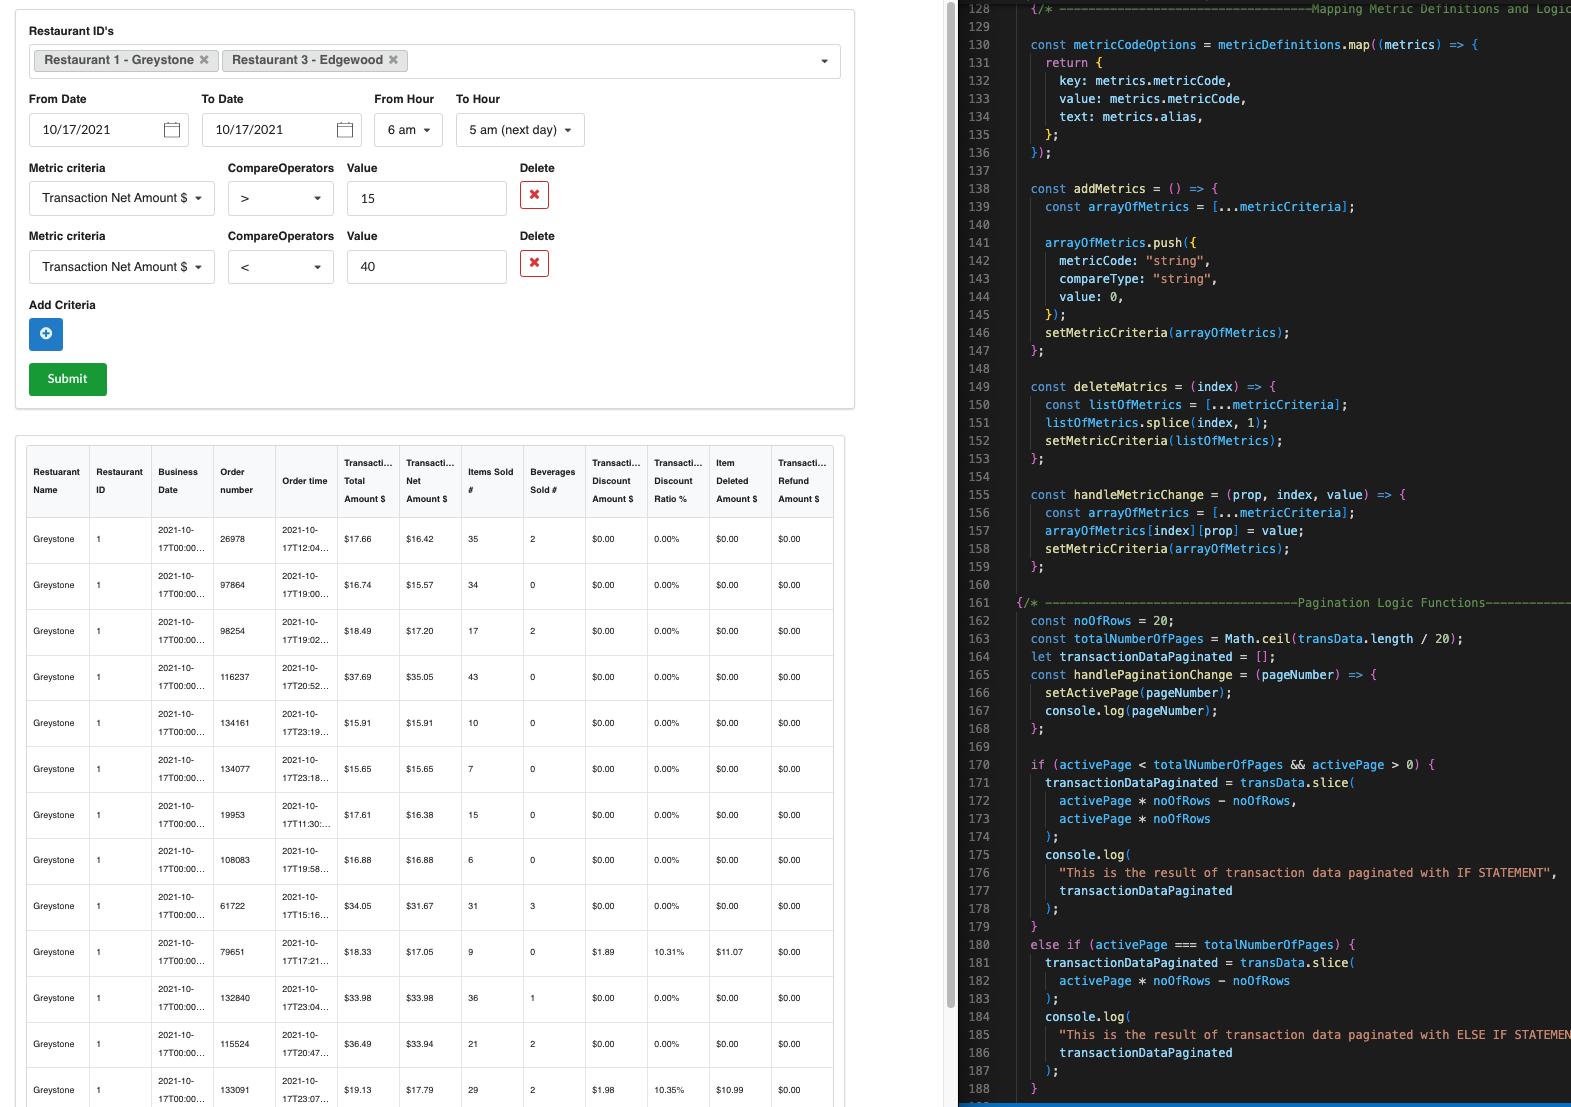 Restaurant ID's
Restaurant 1 - Greystone ✖ Restaurant 3 - Edgewood ✖
From Date To Date From Hour To Hour
10/17/2021 10/17/2021 6 am 5 am (next day)
Metric criteria CompareOperators Value Delete
Transaction Net Amount $ > 15 ✖
Metric criteria CompareOperators Value Delete
Transaction Net Amount $ < 40 ✖
Add Criteria
Submit
Restuarant Name Restaurant ID Business Date Order number Order time Transacti... Total Amount $ Transacti... Net Amount $ Items Sold # Beverages Sold # Transacti... Discount Amount $ Transacti... Discount Ratio % Item Deleted Amount $ Transacti... Refund Amount $
Greystone 1 2021-10-17T00:00... 26978 2021-10-17T12:04... $17.66 $16.42 35 2 $0.00 0.00% $0.00 $0.00
Greystone 1 2021-10-17T00:00... 97864 2021-10-17T19:00... $16.74 $15.57 34 0 $0.00 0.00% $0.00 $0.00
Greystone 1 2021-10-17T00:00... 98254 2021-10-17T19:02... $18.49 $17.20 17 2 $0.00 0.00% $0.00 $0.00
Greystone 1 2021-10-17T00:00... 116237 2021-10-17T20:52... $37.69 $35.05 43 0 $0.00 0.00% $0.00 $0.00
Greystone 1 2021-10-17T00:00... 134161 2021-10-17T23:19... $15.91 $15.91 10 0 $0.00 0.00% $0.00 $0.00
Greystone 1 2021-10-17T00:00... 134077 2021-10-17T23:18... $15.65 $15.65 7 0 $0.00 0.00% $0.00 $0.00
Greystone 1 2021-10-17T00:00... 19953 2021-10-17T11:30:... $17.61 $16.38 15 0 $0.00 0.00% $0.00 $0.00
Greystone 1 2021-10-17T00:00... 108083 2021-10-17T19:58... $16.88 $16.88 6 0 $0.00 0.00% $0.00 $0.00
Greystone 1 2021-10-17T00:00... 61722 2021-10-17T15:16... $34.05 $31.67 31 3 $0.00 0.00% $0.00 $0.00
Greystone 1 2021-10-17T00:00... 79651 2021-10-17T17:21... $18.33 $17.05 9 0 $1.89 10.31% $11.07 $0.00
Greystone 1 2021-10-17T00:00... 132840 2021-10-17T23:04... $33.98 $33.98 36 1 $0.00 0.00% $0.00 $0.00
Greystone 1 2021-10-17T00:00... 115524 2021-10-17T20:47... $36.49 $33.94 21 2 $0.00 0.00% $0.00 $0.00
Greystone 1 2021-10-17T00:00... 133091 2021-10-17T23:07... $19.13 $17.79 29 2 $1.98 10.35% $10.99 $0.00
128 {/* -----------------------------------Mapping Metric Definitions and Logic
129
130 const metricCodeOptions = metricDefinitions.map((metrics) => {
131 return {
132 key: metrics.metricCode,
133 value: metrics.metricCode,
134 text: metrics.alias,
135 };
136 });
137
138 const addMetrics = () => {
139 const arrayOfMetrics = [...metricCriteria];
140
141 arrayOfMetrics.push({
142 metricCode: "string",
143 compareType: "string",
144 value: 0,
145 });
146 setMetricCriteria(arrayOfMetrics);
147 };
148
149 const deleteMatrics = (index) => {
150 const listOfMetrics = [...metricCriteria];
151 listOfMetrics.splice(index, 1);
152 setMetricCriteria(listOfMetrics);
153 };
154
155 const handleMetricChange = (prop, index, value) => {
156 const arrayOfMetrics = [...metricCriteria];
157 arrayOfMetrics[index][prop] = value;
158 setMetricCriteria(arrayOfMetrics);
159 };
160
161 {/* -----------------------------------Pagination Logic Functions------------
162 const noOfRows = 20;
163 const totalNumberOfPages = Math.ceil(transData.length / 20);
164 let transactionDataPaginated = [];
165 const handlePaginationChange = (pageNumber) => {
166 setActivePage(pageNumber);
167 console.log(pageNumber);
168 };
169
170 if (activePage < totalNumberOfPages && activePage > 0) {
171 transactionDataPaginated = transData.slice(
172 activePage * noOfRows - noOfRows,
173 activePage * noOfRows
174 );
175 console.log(
176 "This is the result of transaction data paginated with IF STATEMENT",
177 transactionDataPaginated
178 );
179 }
180 else if (activePage === totalNumberOfPages) {
181 transactionDataPaginated = transData.slice(
182 activePage * noOfRows - noOfRows
183 );
184 console.log(
185 "This is the result of transaction data paginated with ELSE IF STATEMEN
186 transactionDataPaginated
187 );
188 }